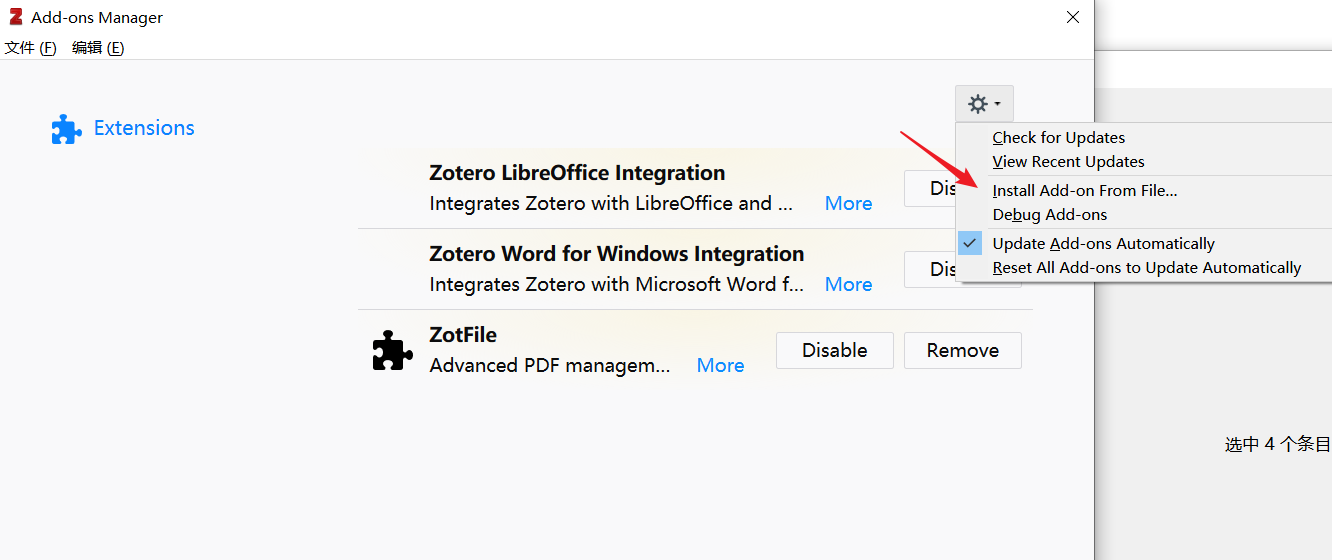 Add-ons Manager
文件 (F) 编辑 (E)
Extensions
Check for Updates
View Recent Updates
Install Add-on From File...
Debug Add-ons
Update Add-ons Automatically
Reset All Add-ons to Update Automatically
Zotero LibreOffice Integration
Integrates Zotero with LibreOffice and ... More
Dis
Zotero Word for Windows Integration
Integrates Zotero with Microsoft Word f... More
Dis
ZotFile
Advanced PDF managem... More
Disable
Remove
选中 4 个条目